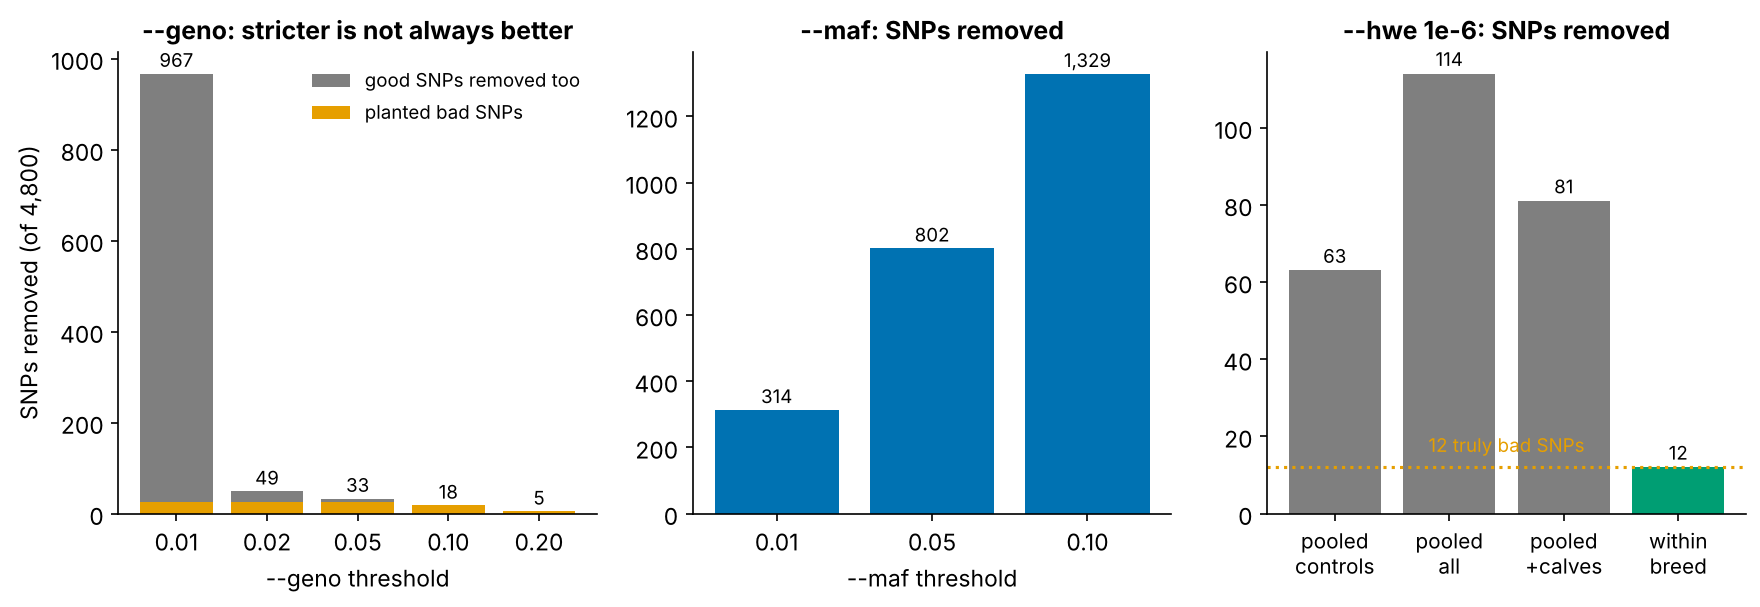 --geno: stricter is not always better
SNPs removed (of 4,800)
1000
800
600
400
200
0
967
49
33
18
5
good SNPs removed too
planted bad SNPs
0.01
0.02
0.05
0.10
0.20
--geno threshold
--maf: SNPs removed
1200
1000
800
600
400
200
0
314
802
1,329
0.01
0.05
0.10
--maf threshold
--hwe 1e-6: SNPs removed
100
80
60
40
20
0
63
114
81
12
12 truly bad SNPs
pooled
controls
pooled
all
pooled
+calves
within
breed